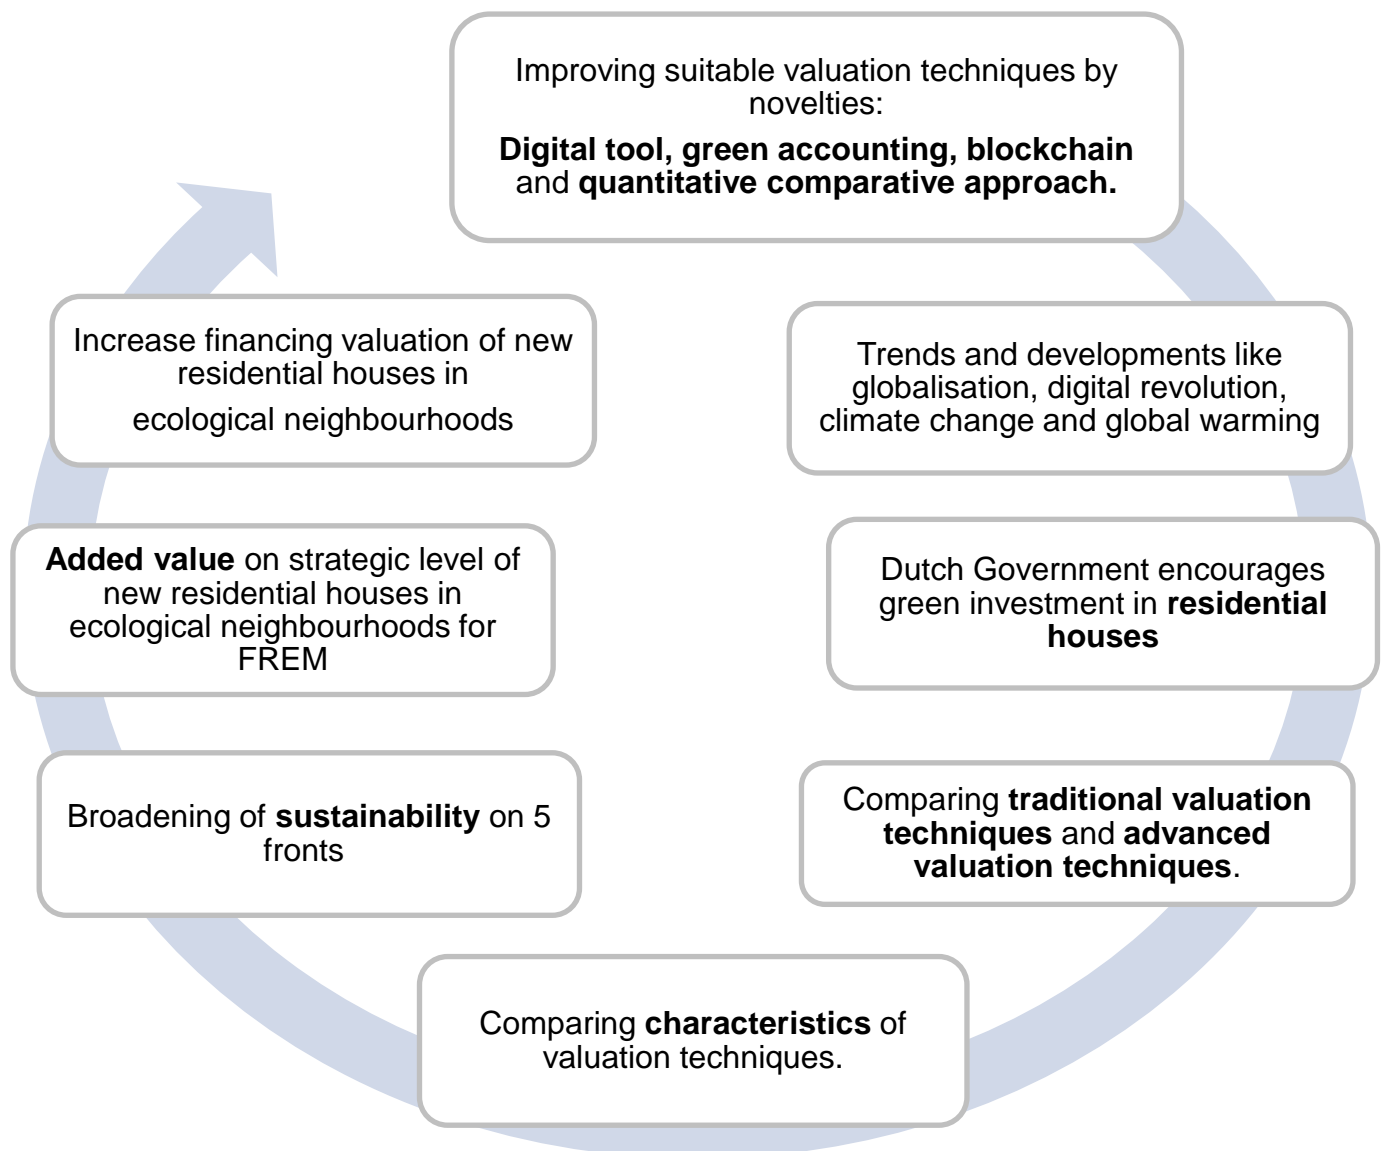 Improving suitable valuation techniques by
novelties:
Digital tool, green accounting, blockchain
and quantitative comparative approach.
Trends and developments like
globalisation, digital revolution,
climate change and global warming
Dutch Government encourages
green investment in residential
houses
Comparing traditional valuation
techniques and advanced
valuation techniques.
Comparing characteristics of
valuation techniques.
Broadening of sustainability on 5
fronts
Added value on strategic level of
new residential houses in
ecological neighbourhoods for
FREM
Increase financing valuation of new
residential houses in
ecological neighbourhoods